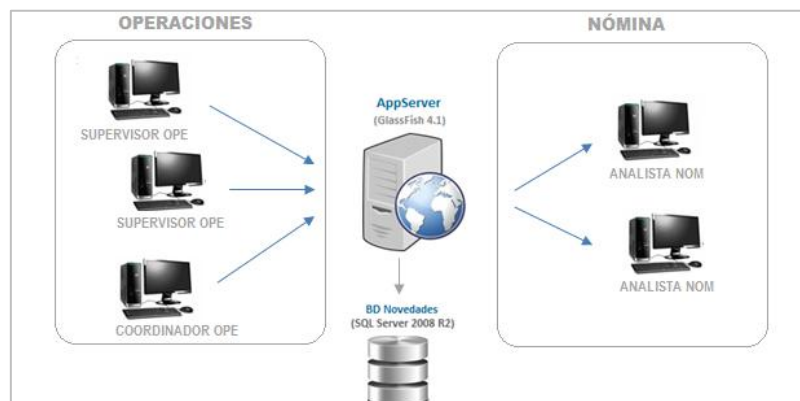 OPERACIONES
NÓMINA
SUPERVISOR OPE
SUPERVISOR OPE
COORDINADOR OPE
AppServer
(GlassFish 4.1)
BD Novedades
(SQL Server 2008 R2)
ANALISTA NOM
ANALISTA NOM